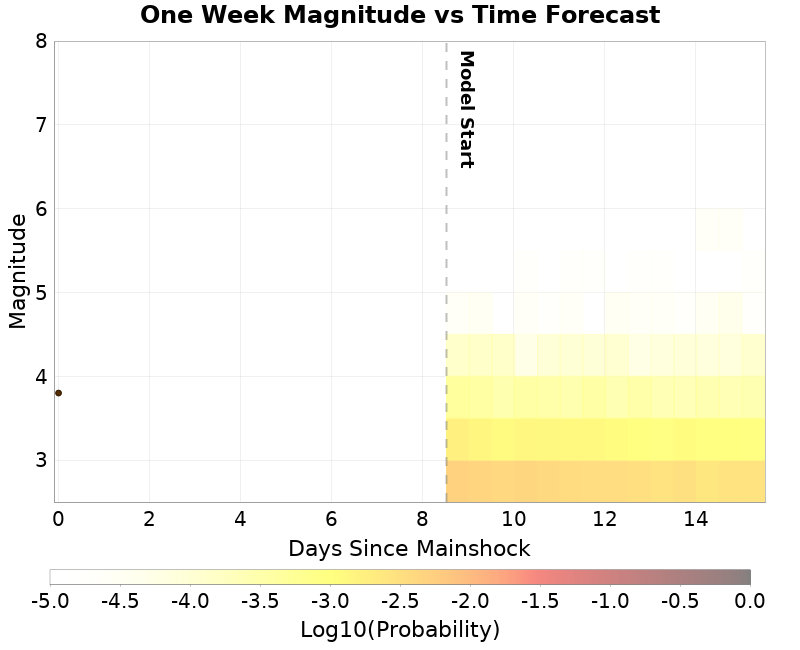 One Week Magnitude vs Time Forecast
8
7
6
5
4
3
Magnitude
Model Start
0 2 4 6 8 10 12 14
Days Since Mainshock
-5.0 -4.5 -4.0 -3.5 -3.0 -2.5 -2.0 -1.5 -1.0 -0.5 0.0
Log10(Probability)